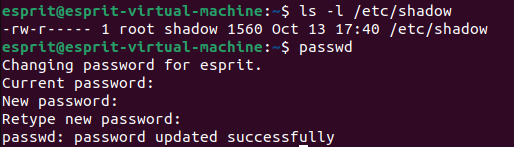 esprit@esprit-virtual-machine:~$ ls -l /etc/shadow
-rw-r----- 1 root shadow 1560 Oct 13 17:40 /etc/shadow
esprit@esprit-virtual-machine:~$ passwd
Changing password for esprit.
Current password:
New password:
Retype new password:
passwd: password updated successfully